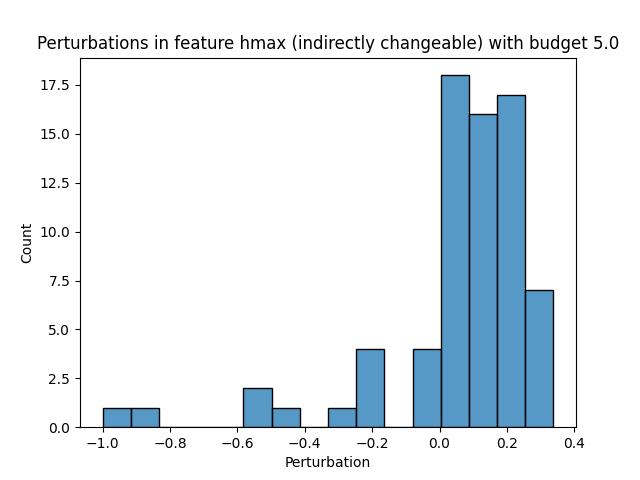 Perturbations in feature hmax (indirectly changeable) with budget 5.0
Count
17.5
15.0
12.5
10.0
7.5
5.0
2.5
0.0
−1.0 −0.8 −0.6 −0.4 −0.2 0.0 0.2 0.4
Perturbation